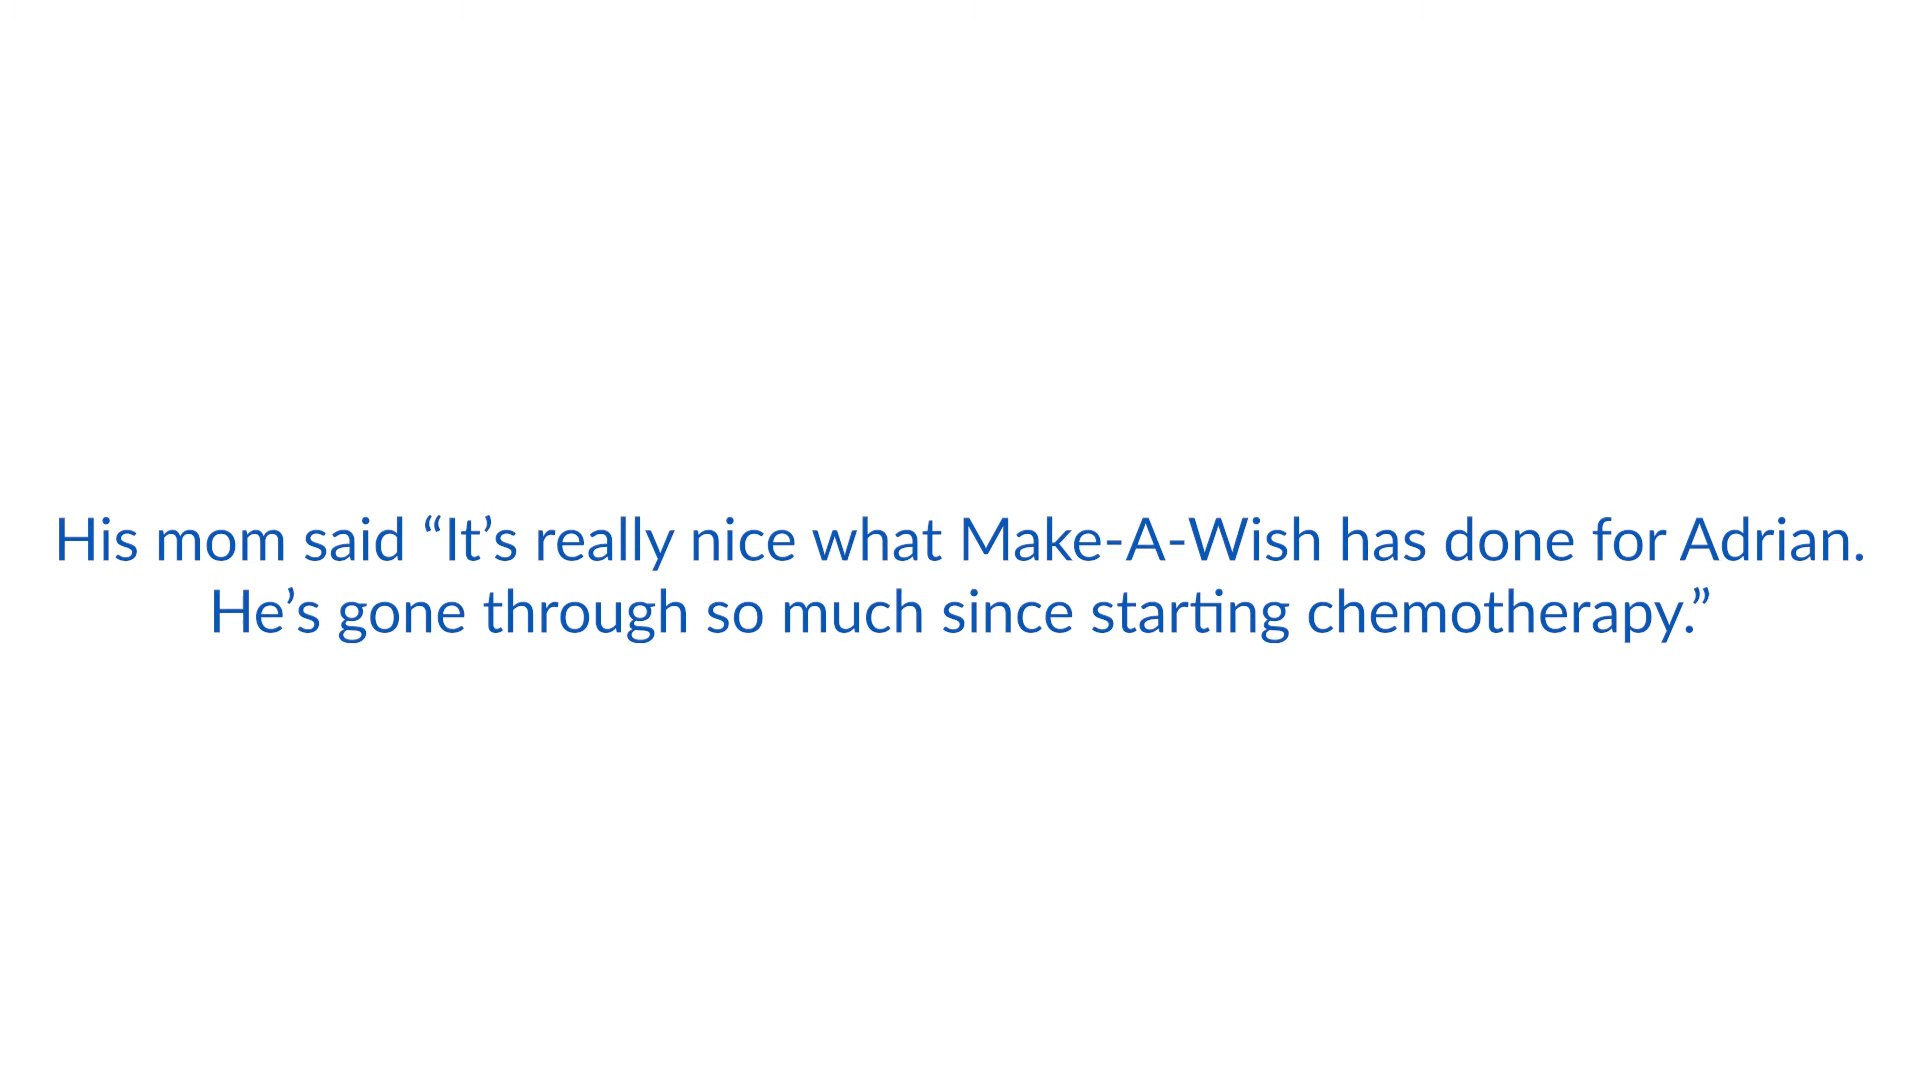 His mom said “It’s really nice what Make-A-Wish has done for Adrian.
He’s gone through so much since starting chemotherapy.”